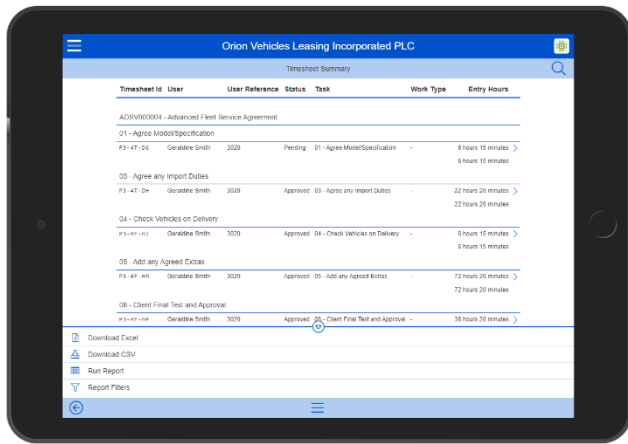 Orion Vehicles Leasing Incorporated PLC
Timesheet Summary
Timesheet Id User User Reference Status Task Work Type Entry Hours
ADSV000004 - Advanced Fleet Service Agreement
01 - Agree Model/Specification
P3-4T-D6 Geraldine Smith 3020 Pending 01 - Agree Model/Specification - 6 hours 15 minutes
6 hours 15 minutes
03 - Agree any Import Duties
P3-4T-DH Geraldine Smith 3020 Approved 03 - Agree any Import Duties - 22 hours 20 minutes
22 hours 20 minutes
04 - Check Vehicles on Delivery
Geraldine Smith 3020 Approved 04 - Check Vehicles on Delivery - 6 hours 15 minutes
6 hours 15 minutes
05 - Add any Agreed Extras
Geraldine Smith 3020 Approved 05 - Add any Agreed Extras - 72 hours 20 minutes
72 hours 20 minutes
06 - Client Final Test and Approval
Geraldine Smith 3020 Approved 06 - Client Final Test and Approval - 38 hours 20 minutes
Download Excel
Download CSV
Run Report
Report Filters